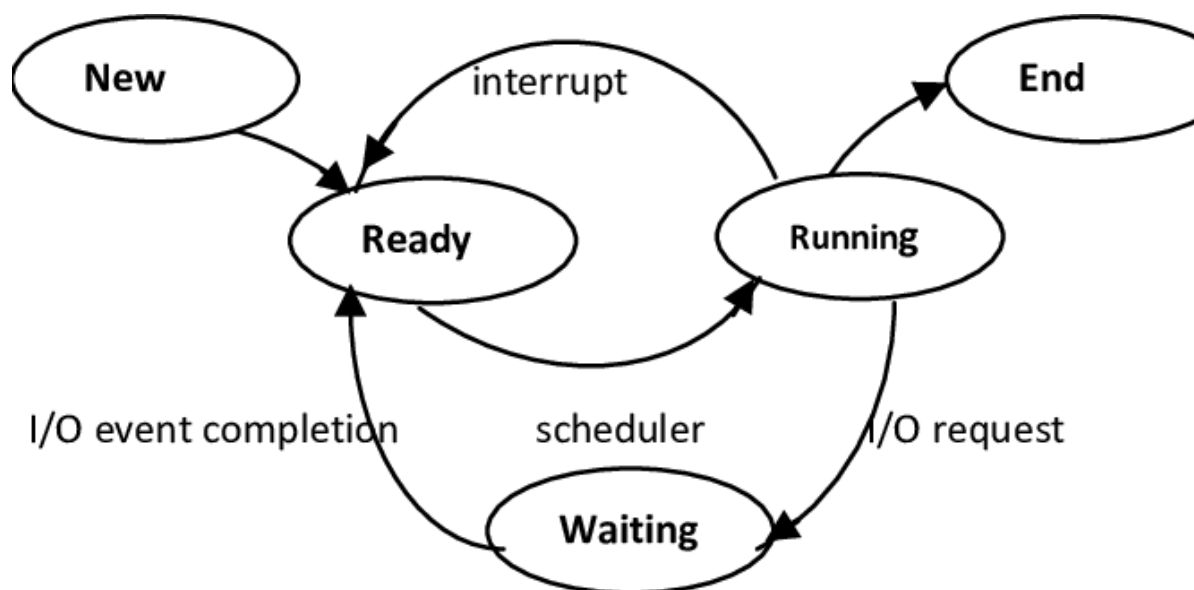 New
interrupt
End
Ready
Running
I/O event completion
scheduler
I/O request
Waiting